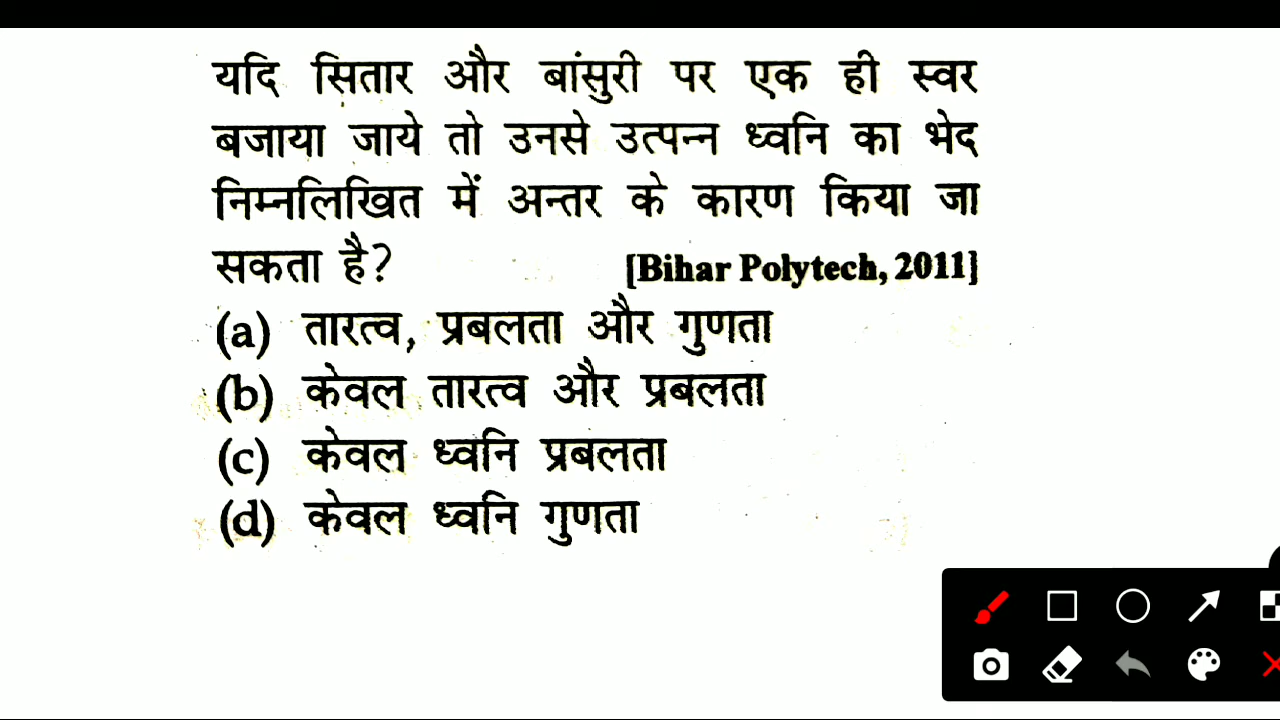 यदि सितार और बांसुरी पर एक ही स्वर
बजाया जाये तो उनसे उत्पन्न ध्वनि का भेद
निम्नलिखित में अन्तर के कारण किया जा
सकता है? [Bihar Polytech, 2011]
(a) तारत्व, प्रबलता और गुणता
(b) केवल तारत्व और प्रबलता
(c) केवल ध्वनि प्रबलता
(d) केवल ध्वनि गुणता